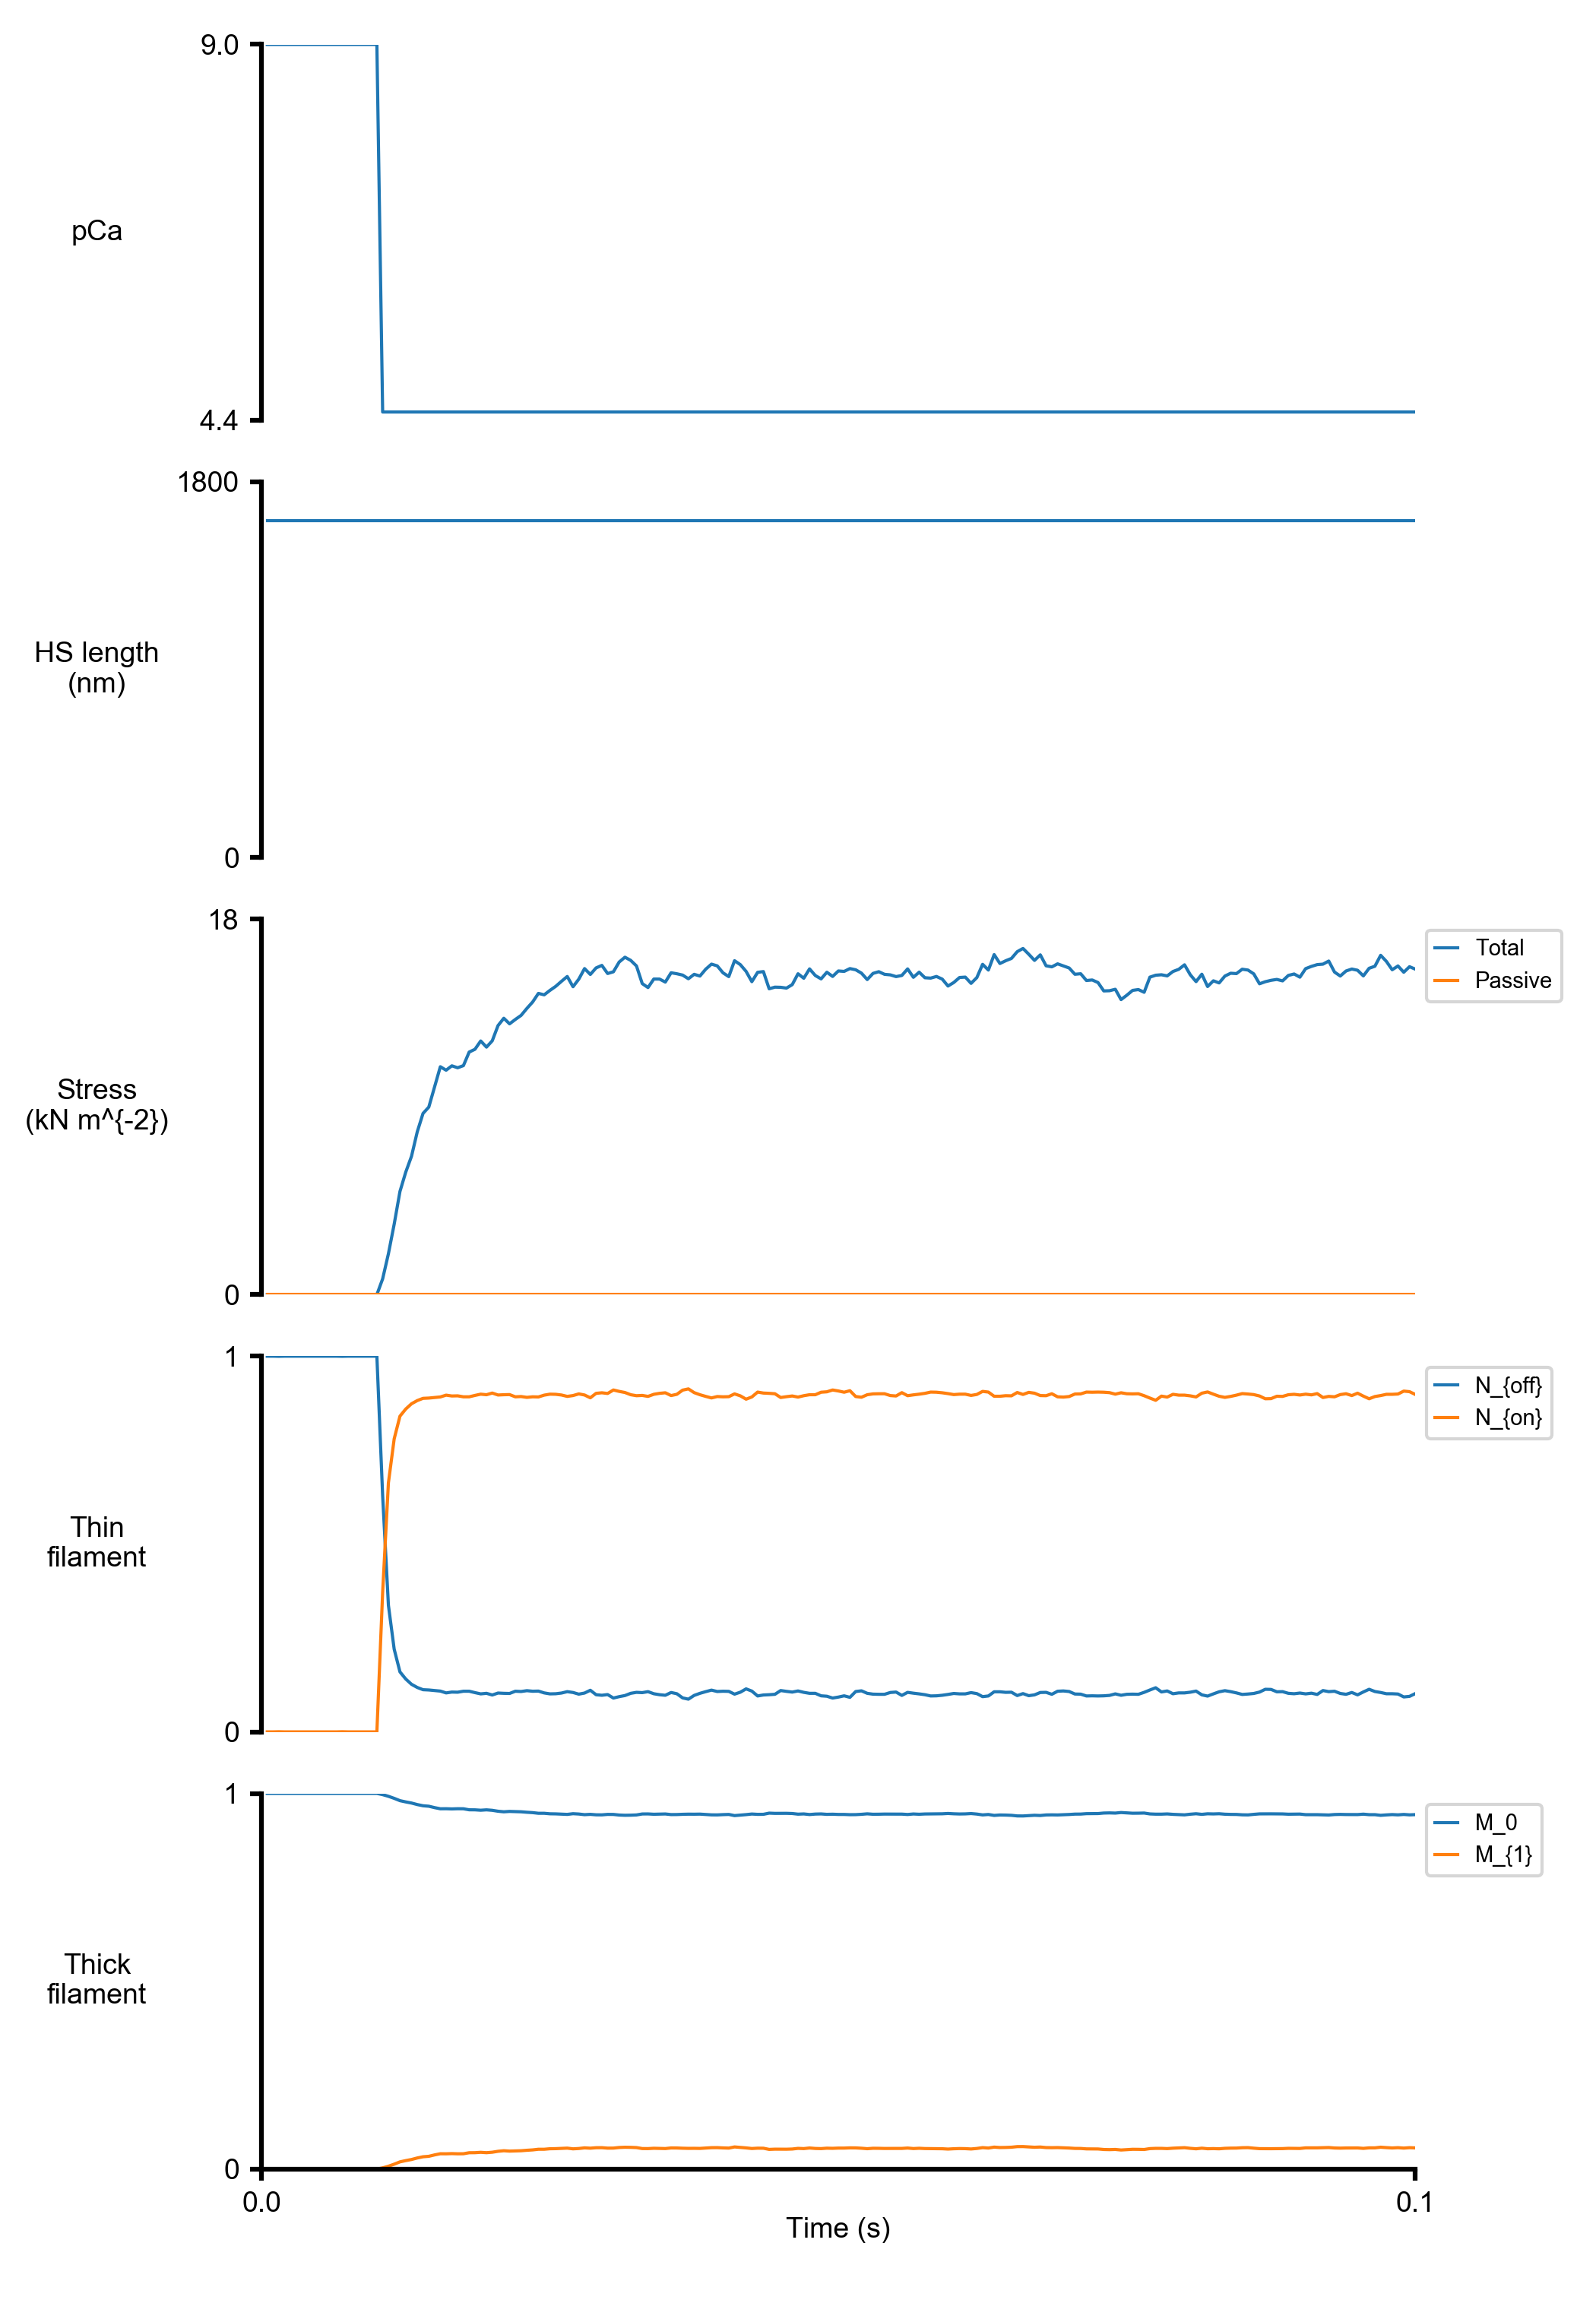 9.0
pCa
4.4
1800
HS length
(nm)
0
18
Total
Passive
Stress
(kN m^{-2})
0
1
N_{off}
N_{on}
Thin
filament
0
1
M_0
M_{1}
Thick
filament
0
0.0
0.1
Time (s)